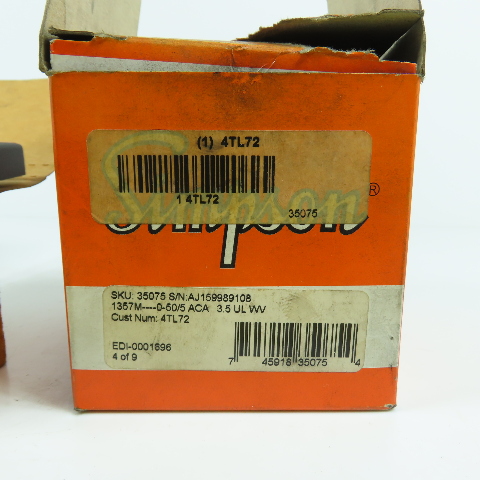 (1) 4TL72
1 4TL72
35075
Simpson®
SKU: 35075 S/N:AJ159989108
1357M----0-50/5 ACA 3.5 UL WV
Cust Num: 4TL72
EDI-0001696
4 of 9
7 45918 35075 4